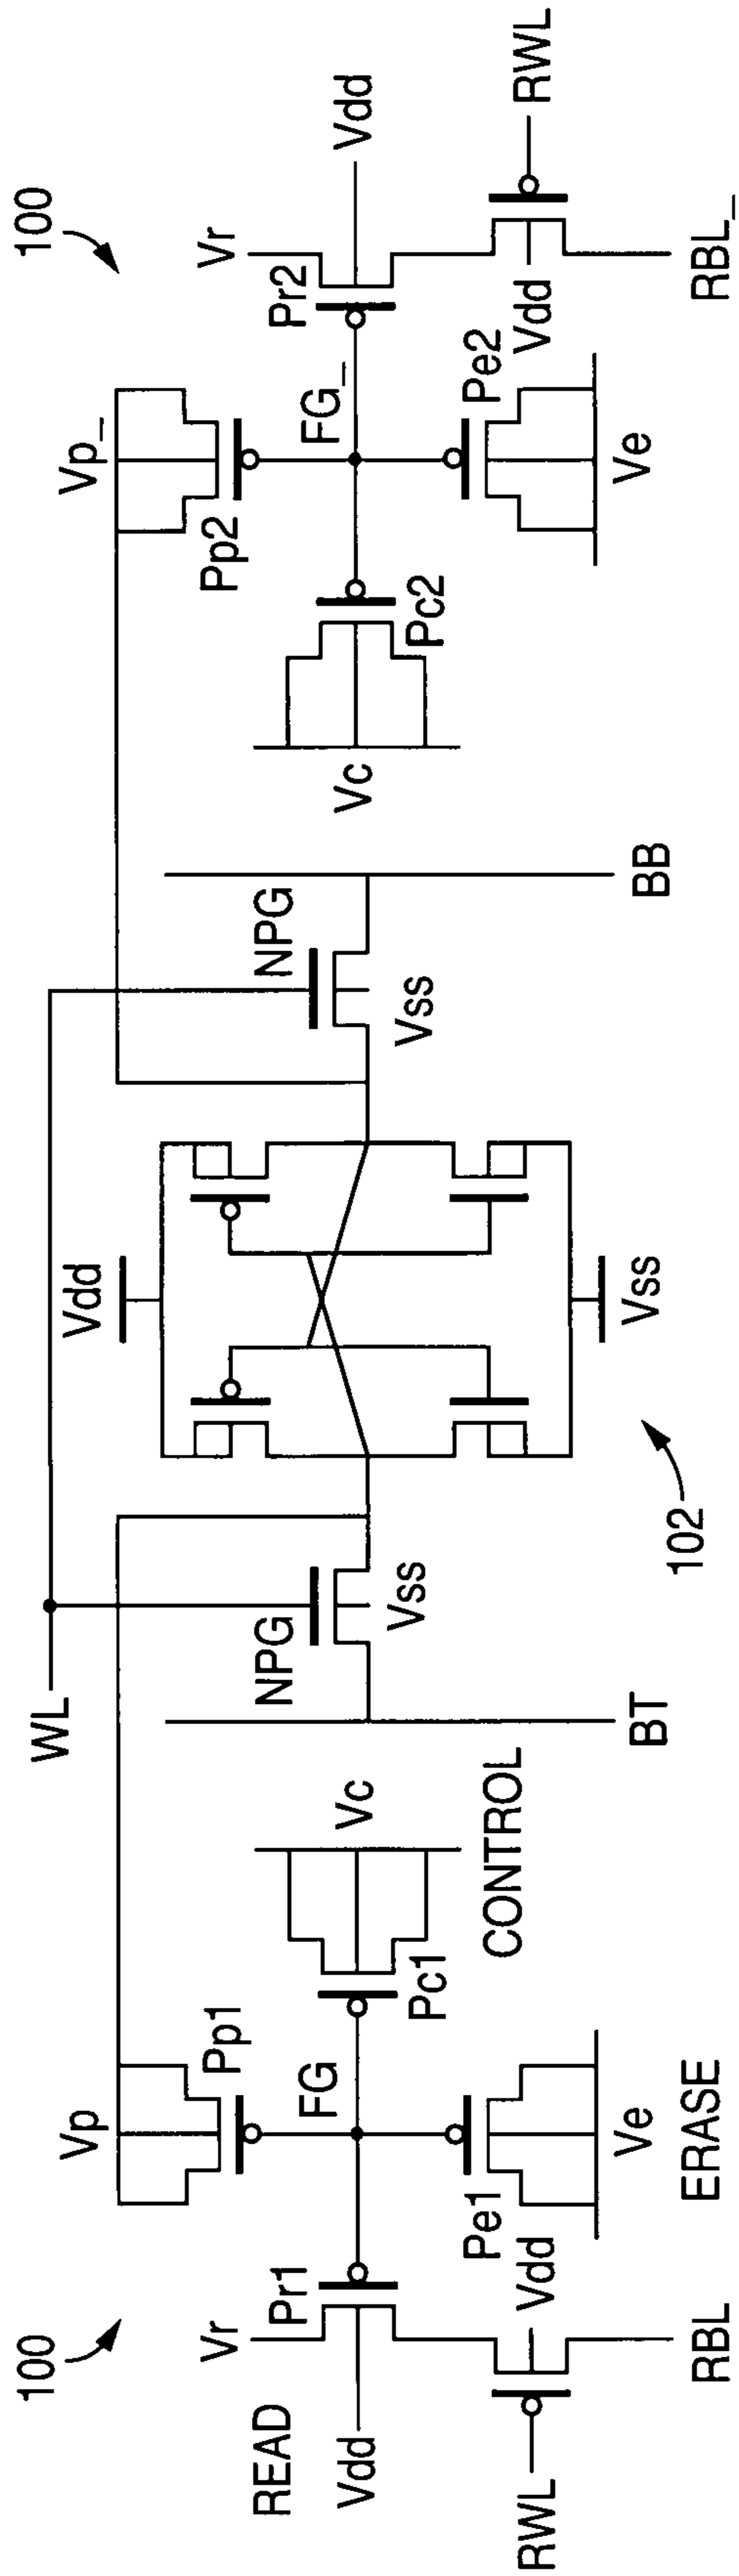 100
READ
Vr
Pr1
Vdd
RWL
Vdd
RBL
Vp
Pp1
FG
Pe1
Ve
ERASE
Pc1
Vc
CONTROL
WL
NPG
Vss
BT
102
Vdd
Vss
NPG
Vss
BB
Vc
Pc2
Vp_
Pp2
FG_
Pe2
Ve
100
Vr
Pr2
Vdd
Vdd
RWL
RBL_